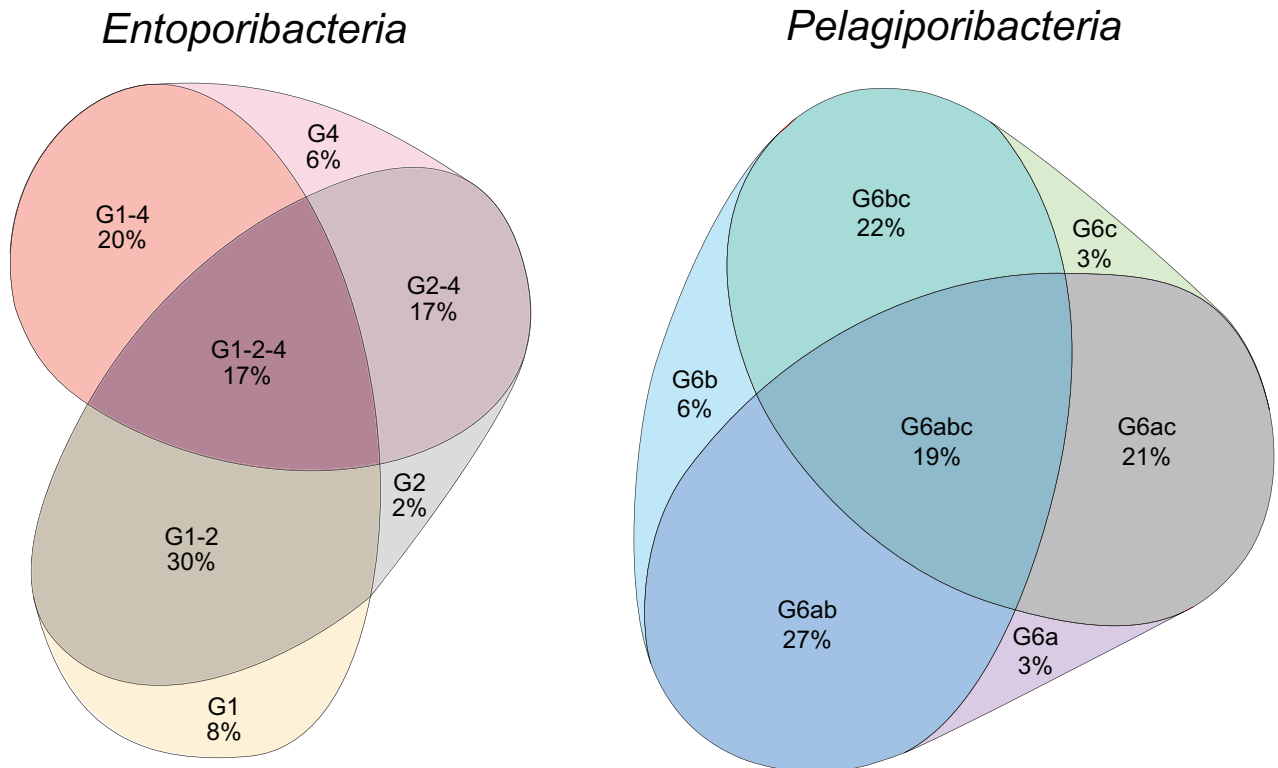 Entoporibacteria
G4
6%
G1-4
20%
G2-4
17%
G1-2-4
17%
G2
2%
G1-2
30%
G1
8%
Pelagiporibacteria
G6bc
22%
G6c
3%
G6b
6%
G6abc
19%
G6ac
21%
G6ab
27%
G6a
3%